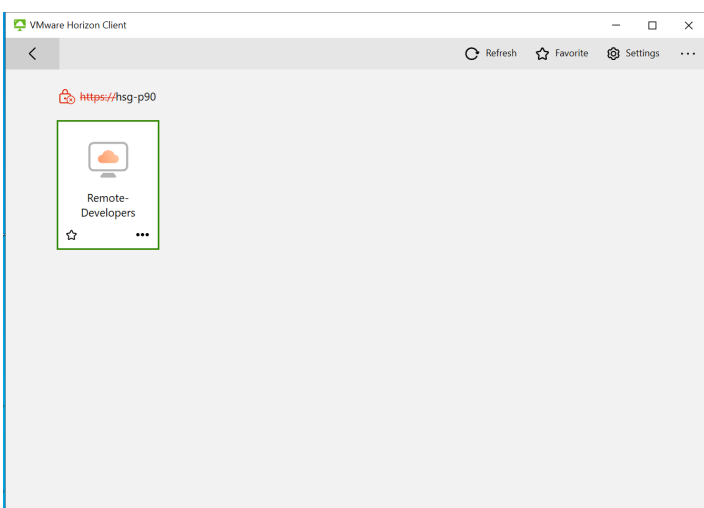 VMware Horizon Client
Refresh Favorite Settings
https://hsg-p90
Remote-
Developers